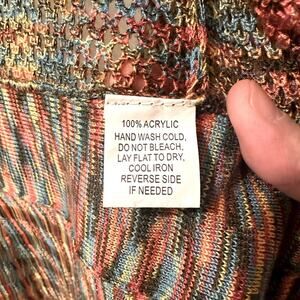 100% ACRYLIC
HAND WASH COLD,
DO NOT BLEACH,
LAY FLAT TO DRY,
COOL IRON
REVERSE SIDE
IF NEEDED